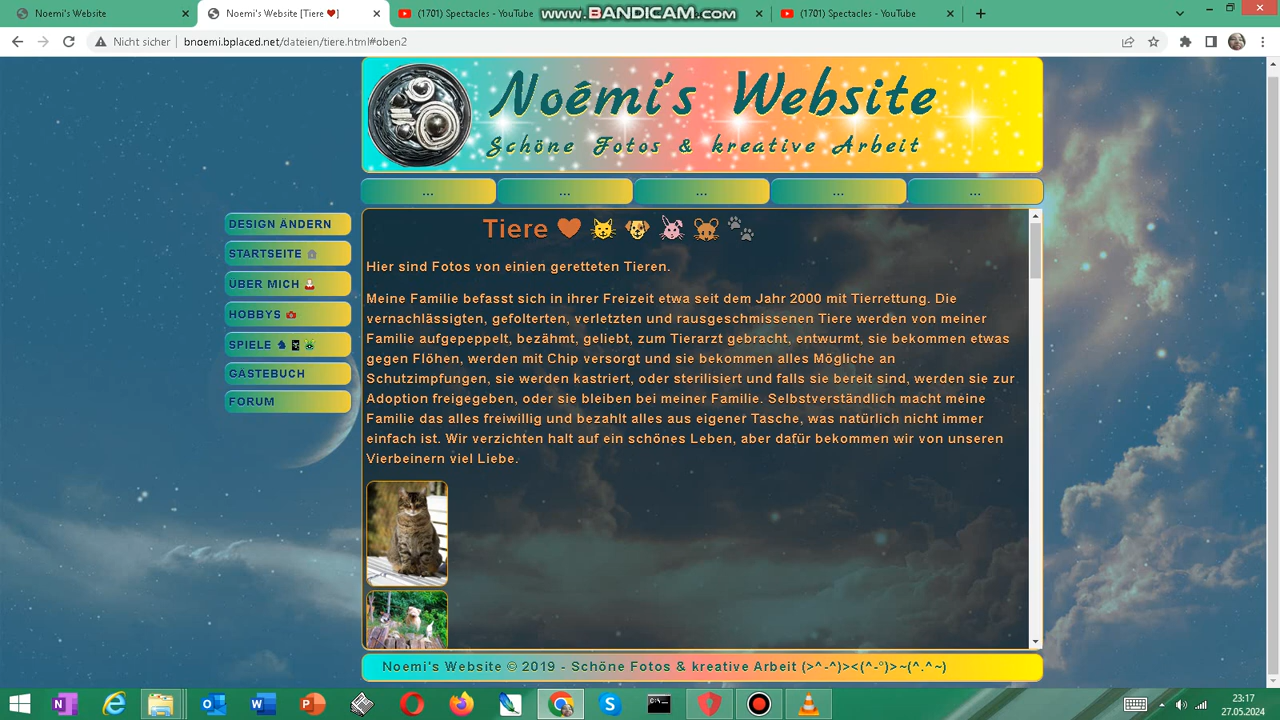 Noemi's Website
Noemi's Website [Tiere ❤]
(1701) Spectacles - YouTube
www.BANDICAM.com
(1701) Spectacles - YouTube
Nicht sicher
bnoemi.bplaced.net/dateien/tiere.html#oben2
Noémi's Website
Schöne Fotos & kreative Arbeit
... ... ... ... ...
DESIGN ÄNDERN
STARTSEITE
ÜBER MICH
HOBBYS
SPIELE
GÄSTEBUCH
FORUM
Tiere ❤
Hier sind Fotos von einien geretteten Tieren.
Meine Familie befasst sich in ihrer Freizeit etwa seit dem Jahr 2000 mit Tierrettung. Die
vernachlässigten, gefolterten, verletzten und rausgeschmissenen Tiere werden von meiner
Familie aufgepeppelt, bezähmt, geliebt, zum Tierarzt gebracht, entwurmt, sie bekommen etwas
gegen Flöhen, werden mit Chip versorgt und sie bekommen alles Mögliche an
Schutzimpfungen, sie werden kastriert, oder sterilisiert und falls sie bereit sind, werden sie zur
Adoption freigegeben, oder sie bleiben bei meiner Familie. Selbstverständlich macht meine
Familie das alles freiwillig und bezahlt alles aus eigener Tasche, was natürlich nicht immer
einfach ist. Wir verzichten halt auf ein schönes Leben, aber dafür bekommen wir von unseren
Vierbeinern viel Liebe.
Noemi's Website © 2019 - Schöne Fotos & kreative Arbeit (>^-^)><(^-°)>~(^.^~)
23:17
27.05.2024